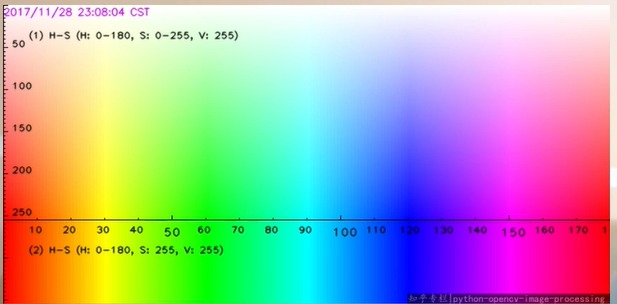 2017/11/28 23:08:04 CST
(1) H-S (H: 0-180, S: 0-255, V: 255)
50
100
150
200
250
10 20 30 40 50 60 70 80 90 100 110 120 130 140 150 160 170 1
(2) H-S (H: 0-180, S: 255, V: 255)
知乎专栏|python-opencv-image-processing